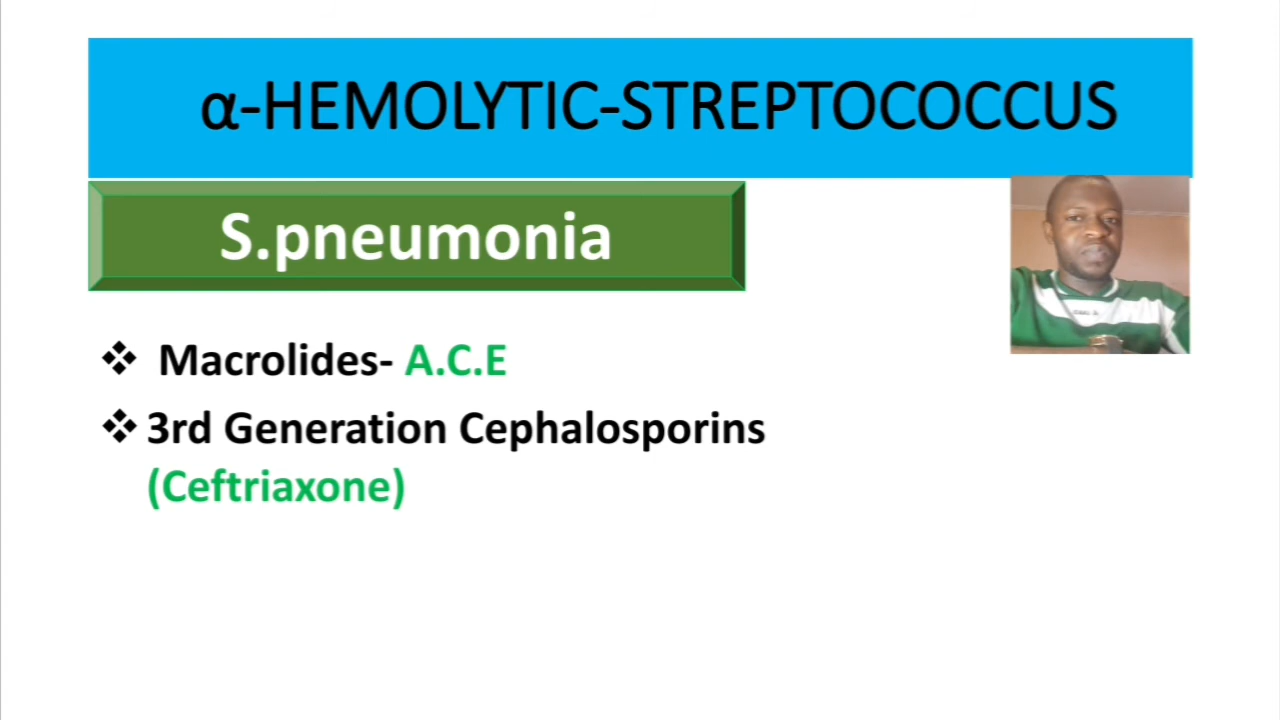 α-HEMOLYTIC-STREPTOCOCCUS
S.pneumonia
❖ Macrolides- A.C.E
❖ 3rd Generation Cephalosporins
(Ceftriaxone)